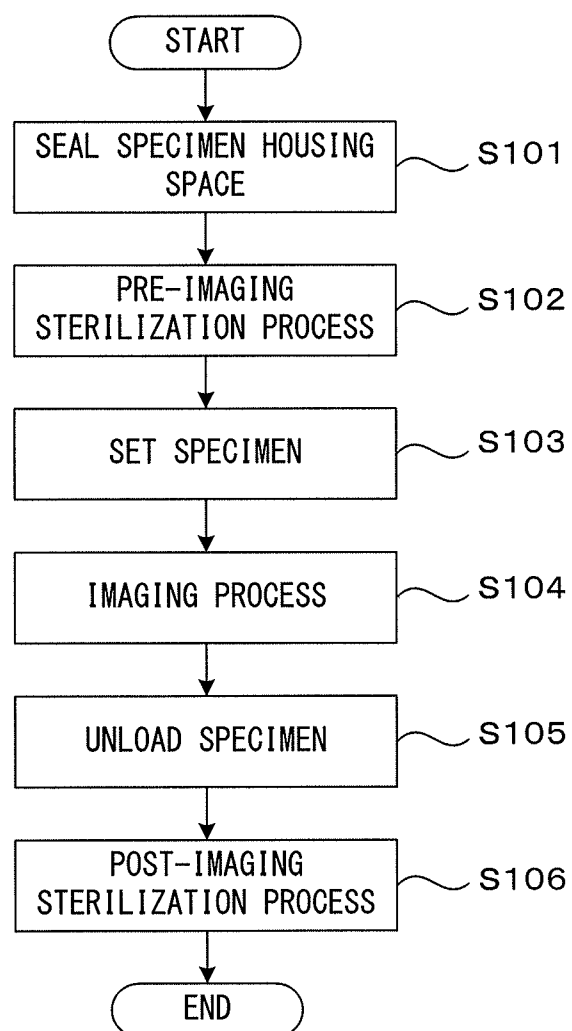 START
SEAL SPECIMEN HOUSING
SPACE
S101
PRE-IMAGING
STERILIZATION PROCESS
S102
SET SPECIMEN
S103
IMAGING PROCESS
S104
UNLOAD SPECIMEN
S105
POST-IMAGING
STERILIZATION PROCESS
S106
END